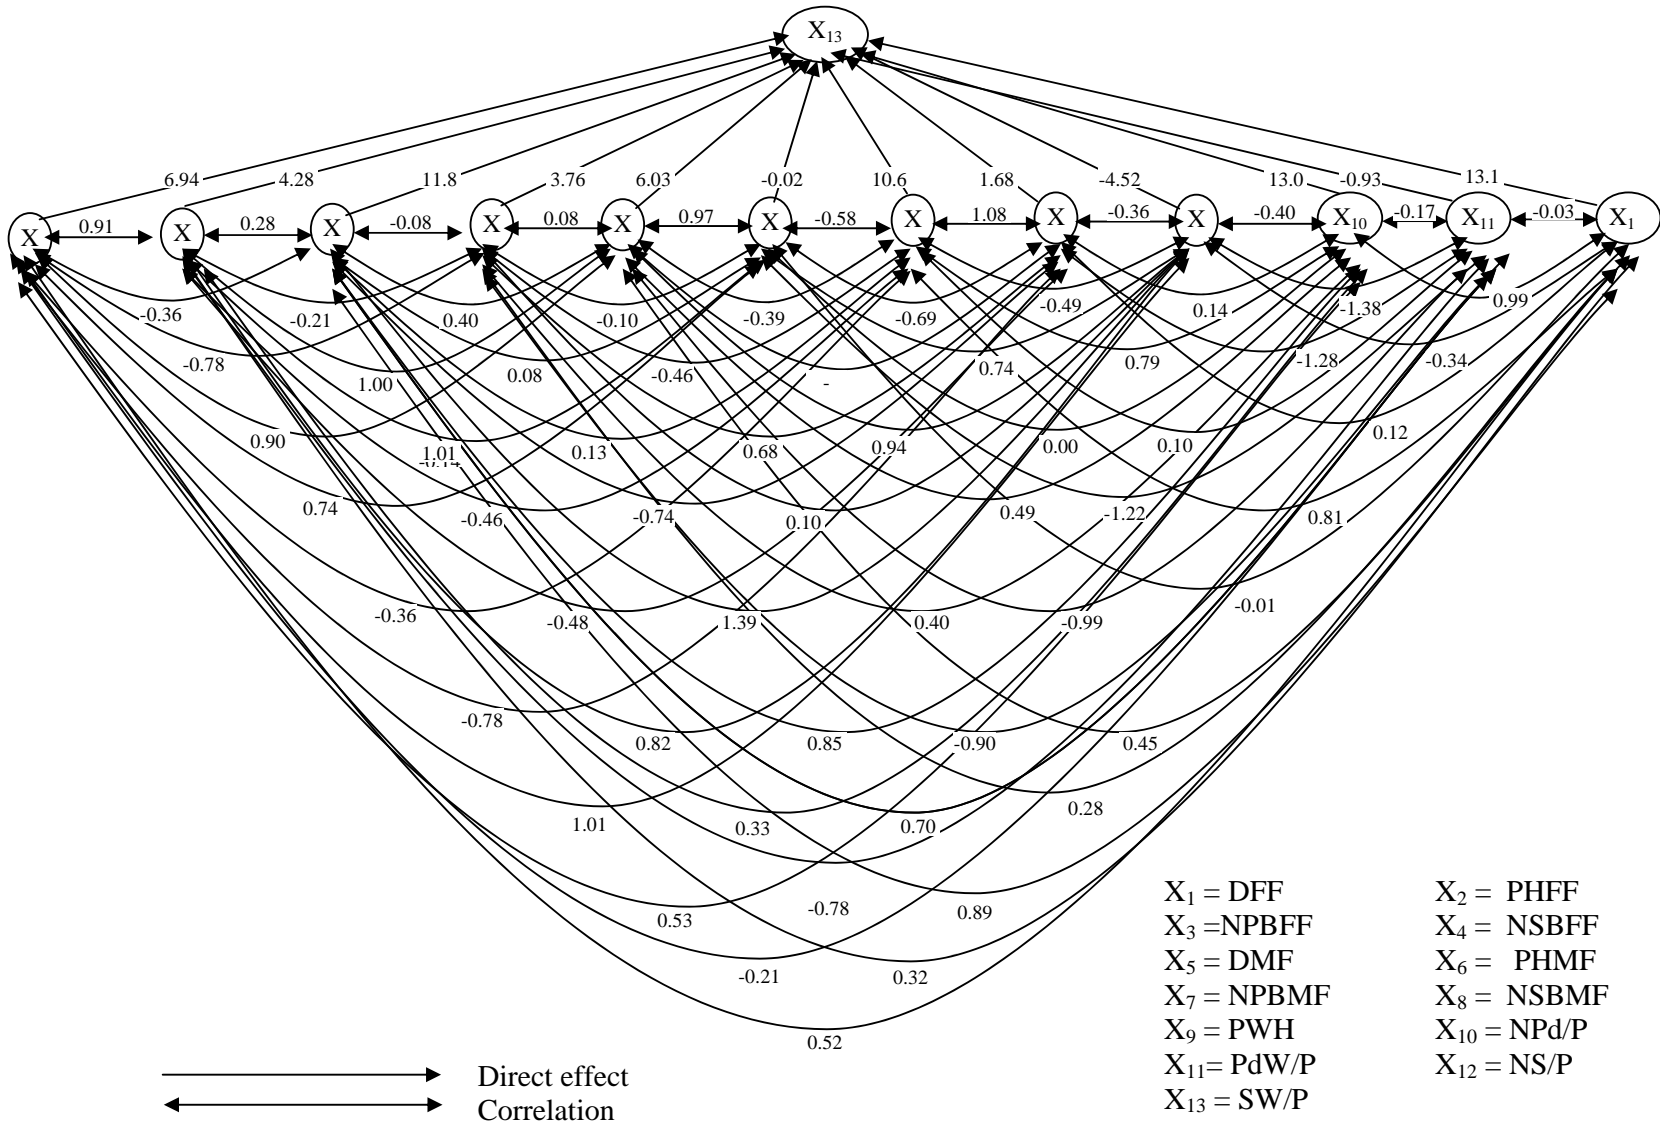 X₁₃
6.94 4.28 11.8 3.76 6.03 -0.02 10.6 1.68 -4.52 13.0 -0.93 13.1
X 0.91 X 0.28 X -0.08 X 0.08 X 0.97 X -0.58 X 1.08 X -0.36 X -0.40 X₁₀ -0.17 X₁₁ -0.03 X₁
-0.36 -0.21 0.40 -0.10 -0.39 -0.69 -0.49 0.14 -1.38 0.99
-0.78 1.00 0.08 -0.46 - 0.74 0.79 -1.28 -0.34
0.90 1.01 0.13 0.68 0.94 0.00 0.10 0.12
0.74 -0.46 -0.74 0.10 0.49 -1.22 0.81
-0.36 -0.48 1.39 0.40 -0.99 -0.01
-0.78 0.82 0.85 -0.90 0.45
1.01 0.33 0.70 0.28
0.53 -0.78 0.89
-0.21 0.32
0.52
X₁ = DFF X₂ = PHFF
X₃ =NPBFF X₄ = NSBFF
X₅ = DMF X₆ = PHMF
X₇ = NPBMF X₈ = NSBMF
X₉ = PWH X₁₀ = NPd/P
X₁₁= PdW/P X₁₂ = NS/P
X₁₃ = SW/P
Direct effect
Correlation